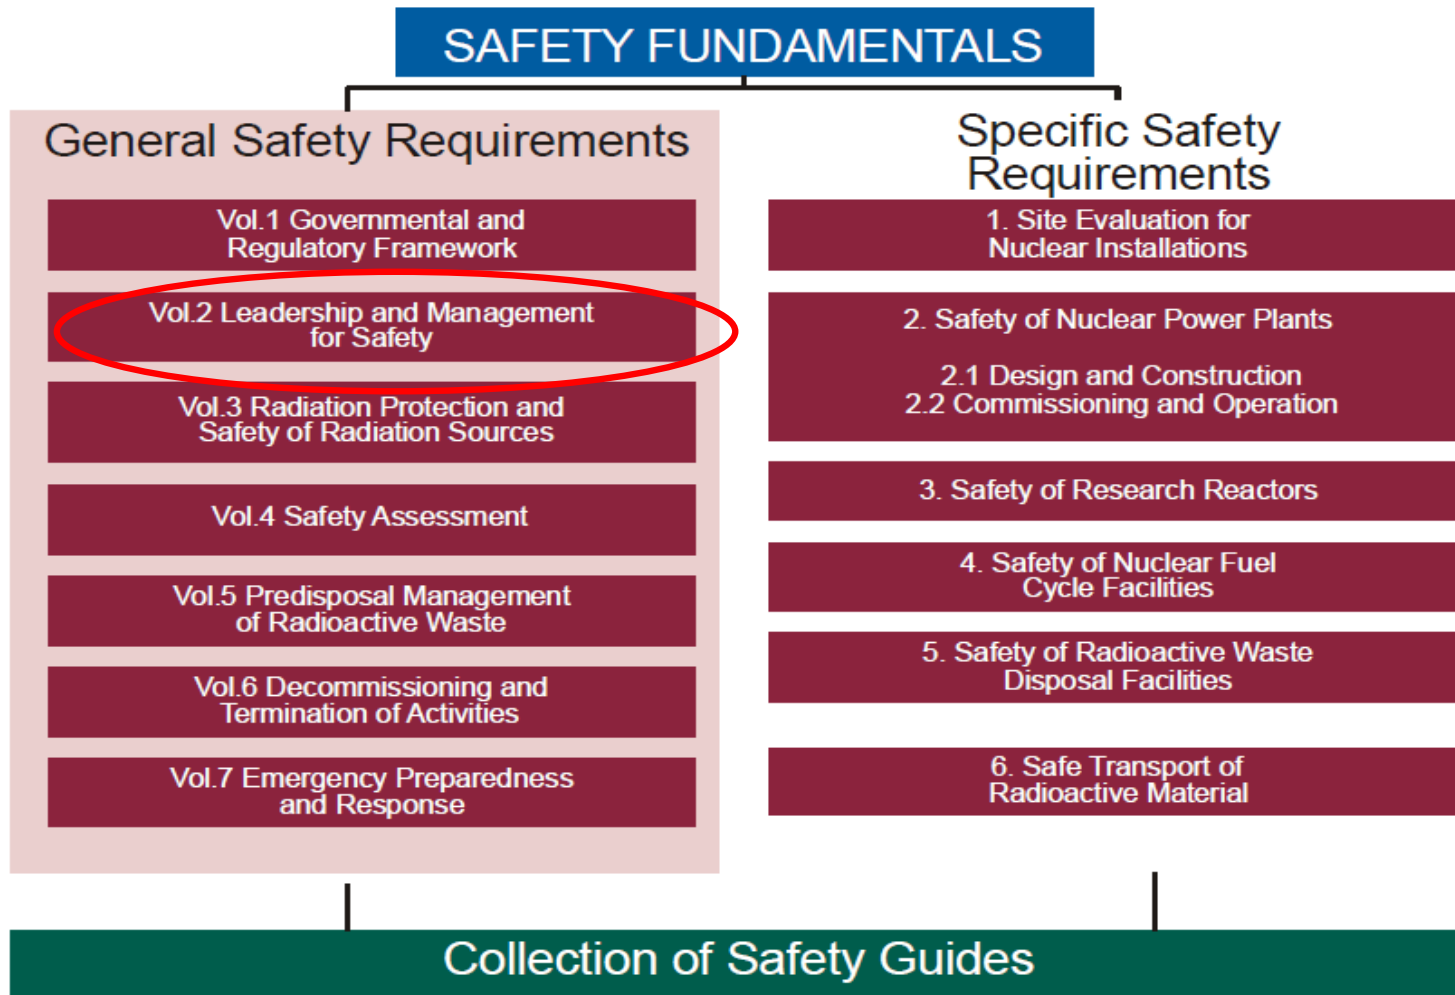 SAFETY FUNDAMENTALS
General Safety Requirements
Vol.1 Governmental and
Regulatory Framework
Vol.2 Leadership and Management
for Safety
Vol.3 Radiation Protection and
Safety of Radiation Sources
Vol.4 Safety Assessment
Vol.5 Predisposal Management
of Radioactive Waste
Vol.6 Decommissioning and
Termination of Activities
Vol.7 Emergency Preparedness
and Response
Specific Safety
Requirements
1. Site Evaluation for
Nuclear Installations
2. Safety of Nuclear Power Plants
2.1 Design and Construction
2.2 Commissioning and Operation
3. Safety of Research Reactors
4. Safety of Nuclear Fuel
Cycle Facilities
5. Safety of Radioactive Waste
Disposal Facilities
6. Safe Transport of
Radioactive Material
Collection of Safety Guides